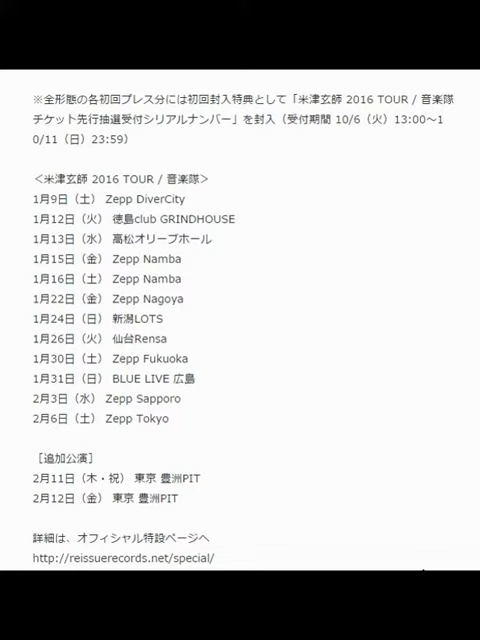 ※全形態の各初回プレス分には初回封入特典として「米津玄師 2016 TOUR / 音楽隊
チケット先行抽選受付シリアルナンバー」を封入（受付期間 10/6（火）13:00〜1
0/11（日）23:59）
＜米津玄師 2016 TOUR / 音楽隊＞
1月9日（土） Zepp DiverCity
1月12日（火） 徳島club GRINDHOUSE
1月13日（水） 高松オリーブホール
1月15日（金） Zepp Namba
1月16日（土） Zepp Namba
1月22日（金） Zepp Nagoya
1月24日（日） 新潟LOTS
1月26日（火） 仙台Rensa
1月30日（土） Zepp Fukuoka
1月31日（日） BLUE LIVE 広島
2月3日（水） Zepp Sapporo
2月6日（土） Zepp Tokyo
［追加公演］
2月11日（木・祝） 東京 豊洲PIT
2月12日（金） 東京 豊洲PIT
詳細は、オフィシャル特設ページへ
http://reissuerecords.net/special/